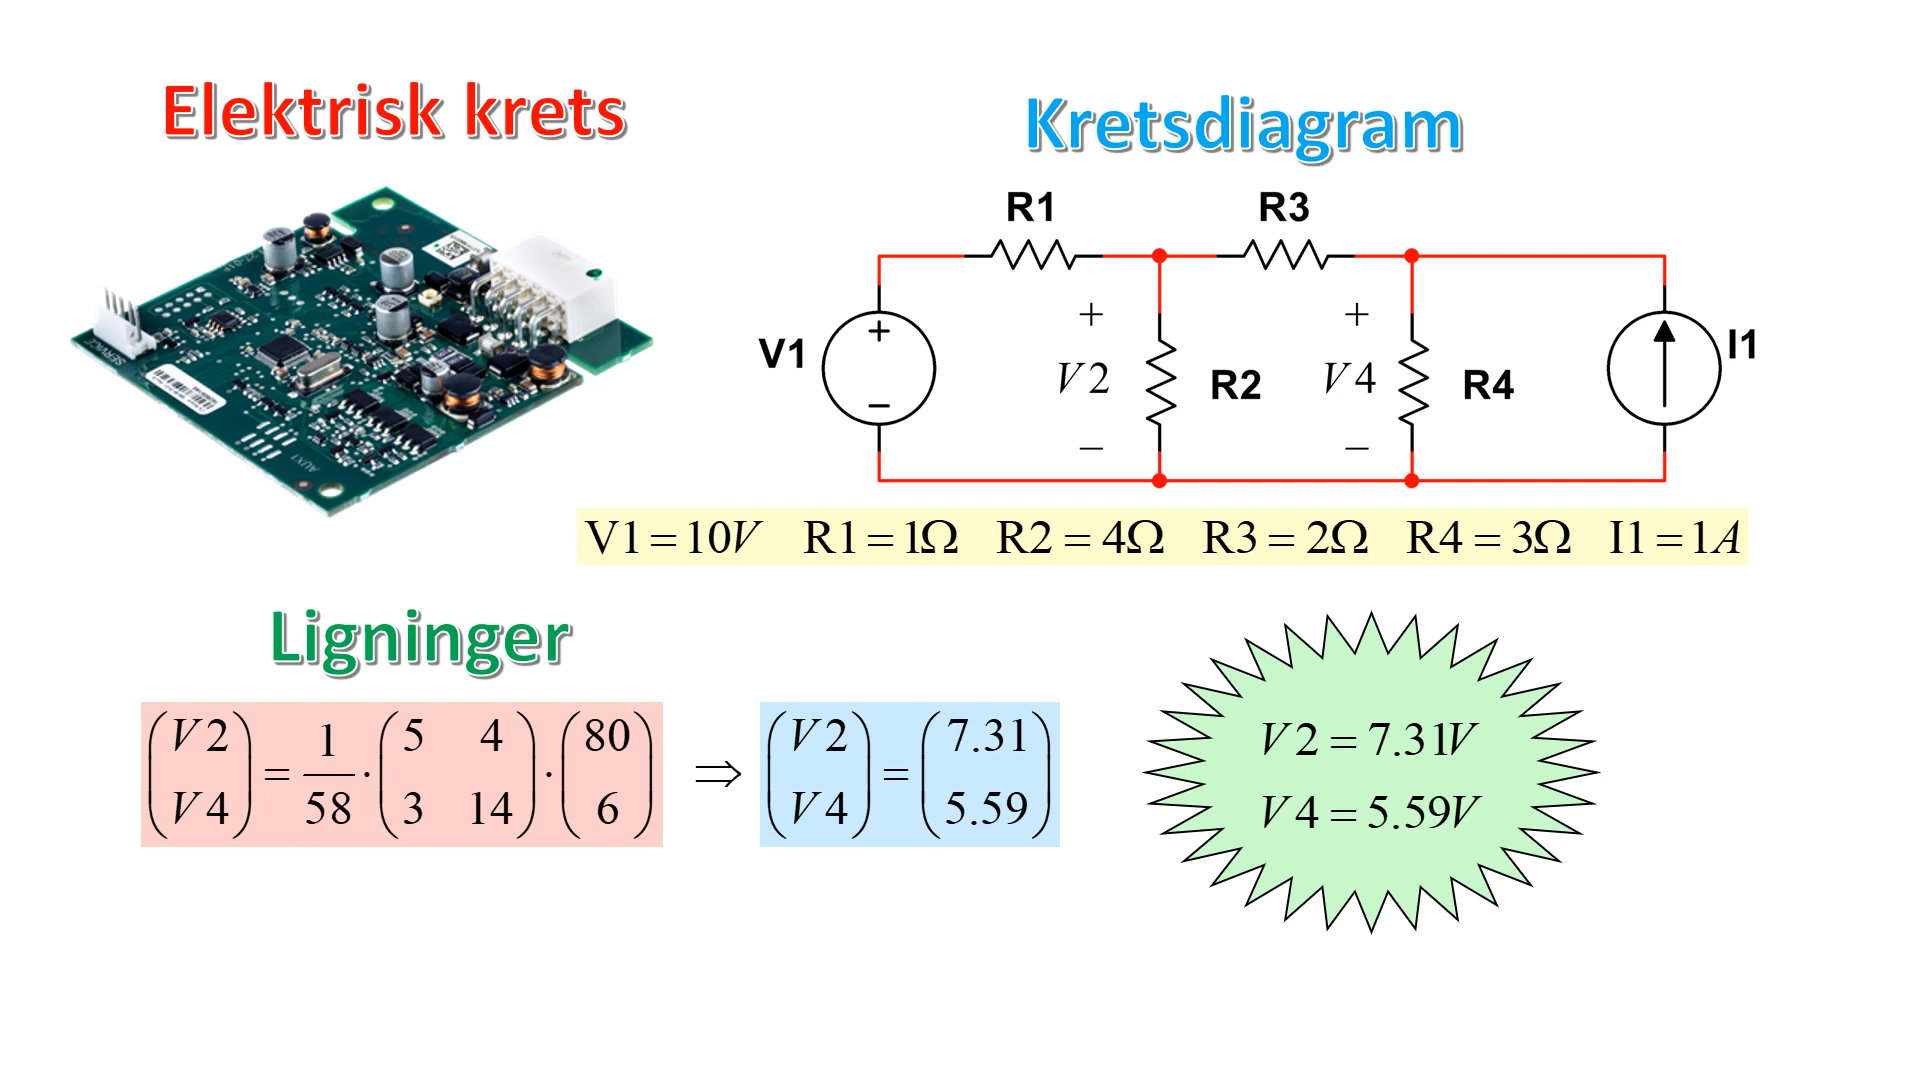 Elektrisk krets
Kretsdiagram
R1 R3
V1 + − + V2 − R2 + V4 − R4 I1
V1 = 10V R1 = 1Ω R2 = 4Ω R3 = 2Ω R4 = 3Ω I1 = 1A
SERVICE
AUX1
Ligninger
(V2 V4) = 1/58 · (5 4 3 14) · (80 6) ⇒ (V2 V4) = (7.31 5.59)
V2 = 7.31V
V4 = 5.59V